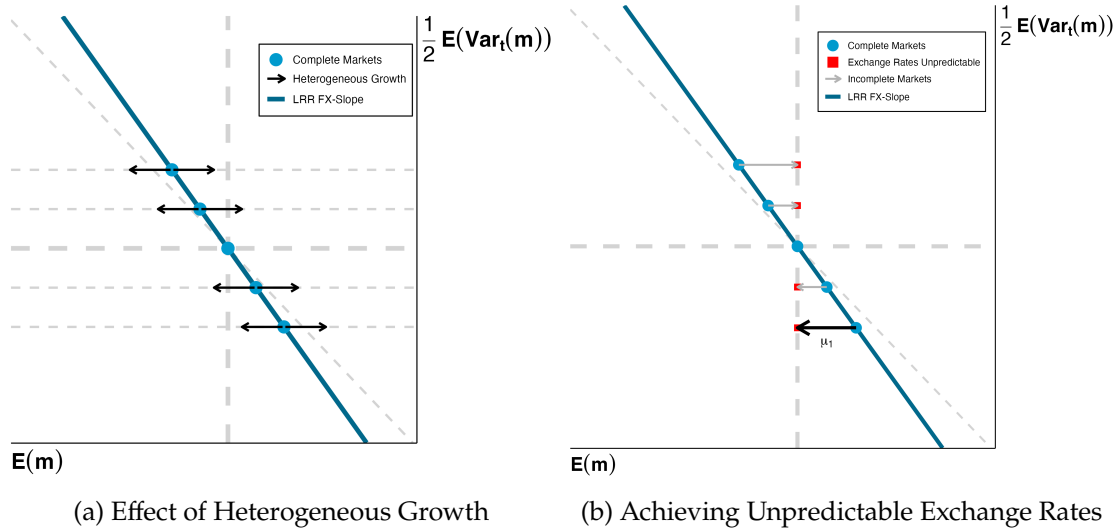 1/2 E(Var_t(m))
Complete Markets
Heterogeneous Growth
LRR FX-Slope
E(m)
(a) Effect of Heterogeneous Growth
1/2 E(Var_t(m))
Complete Markets
Exchange Rates Unpredictable
Incomplete Markets
LRR FX-Slope
μ₁
E(m)
(b) Achieving Unpredictable Exchange Rates